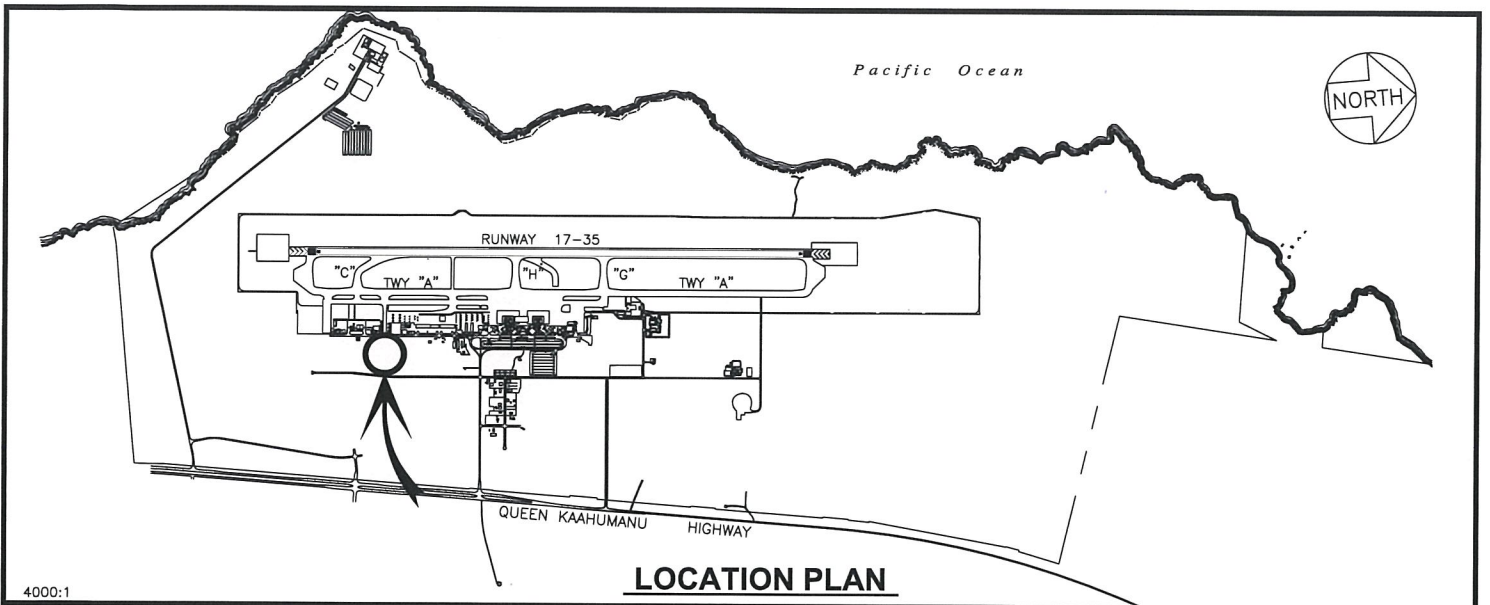 Pacific Ocean
NORTH
RUNWAY 17-35
"C"
TWY "A"
"H"
"G"
TWY "A"
QUEEN KAAHUMANU HIGHWAY
LOCATION PLAN
4000:1